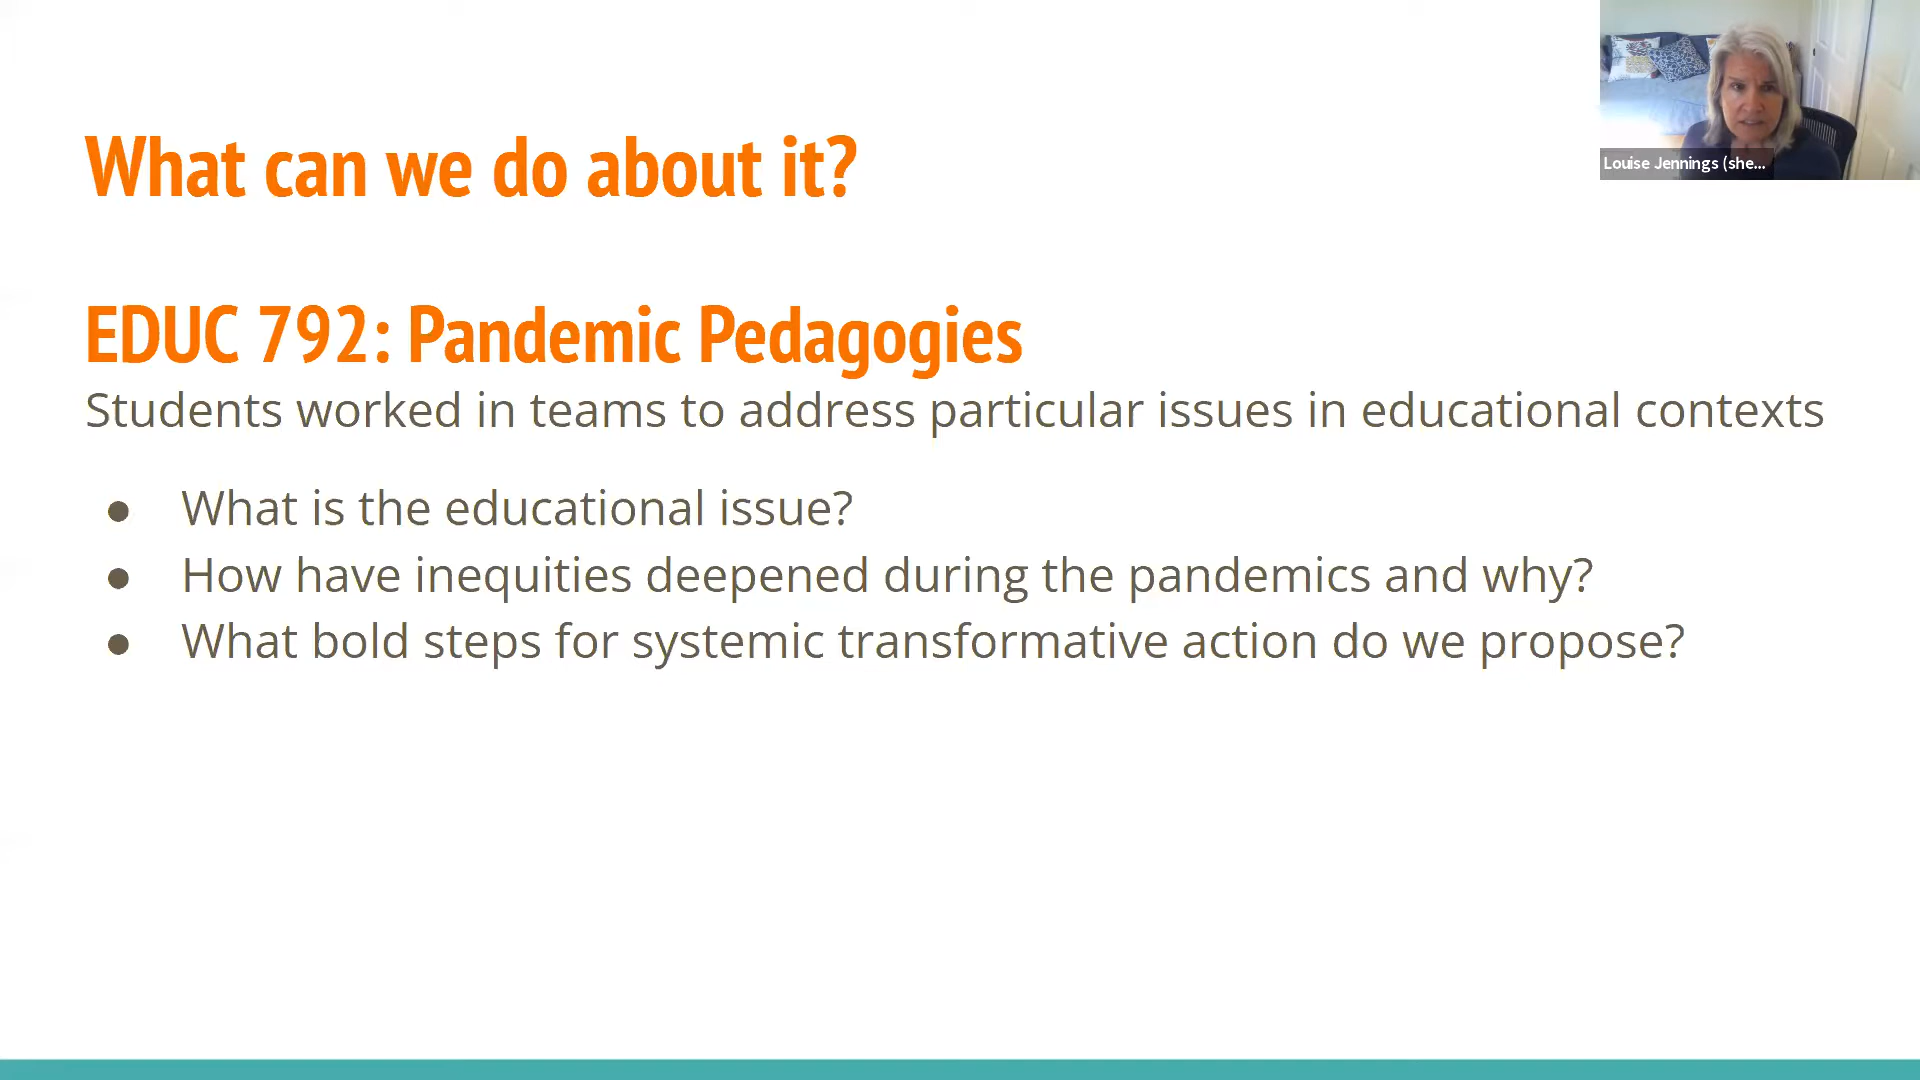 What can we do about it?
Louise Jennings (she...
EDUC 792: Pandemic Pedagogies
Students worked in teams to address particular issues in educational contexts
● What is the educational issue?
● How have inequities deepened during the pandemics and why?
● What bold steps for systemic transformative action do we propose?